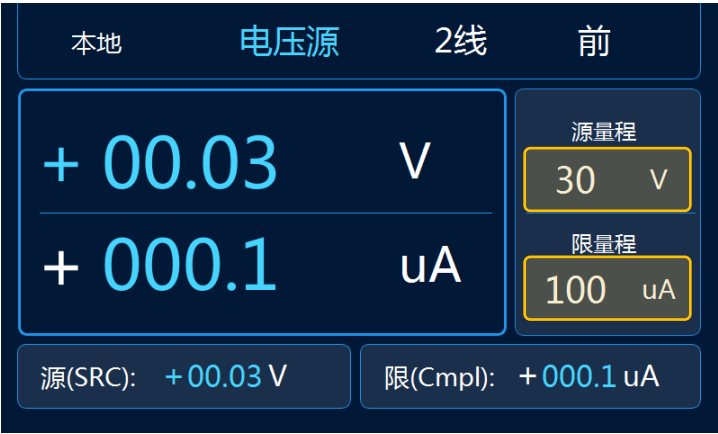 本地 电压源 2线 前
+ 00.03 V
源量程
30 V
+ 000.1 uA
限量程
100 uA
源(SRC): +00.03 V 限(Cmpl): +000.1 uA